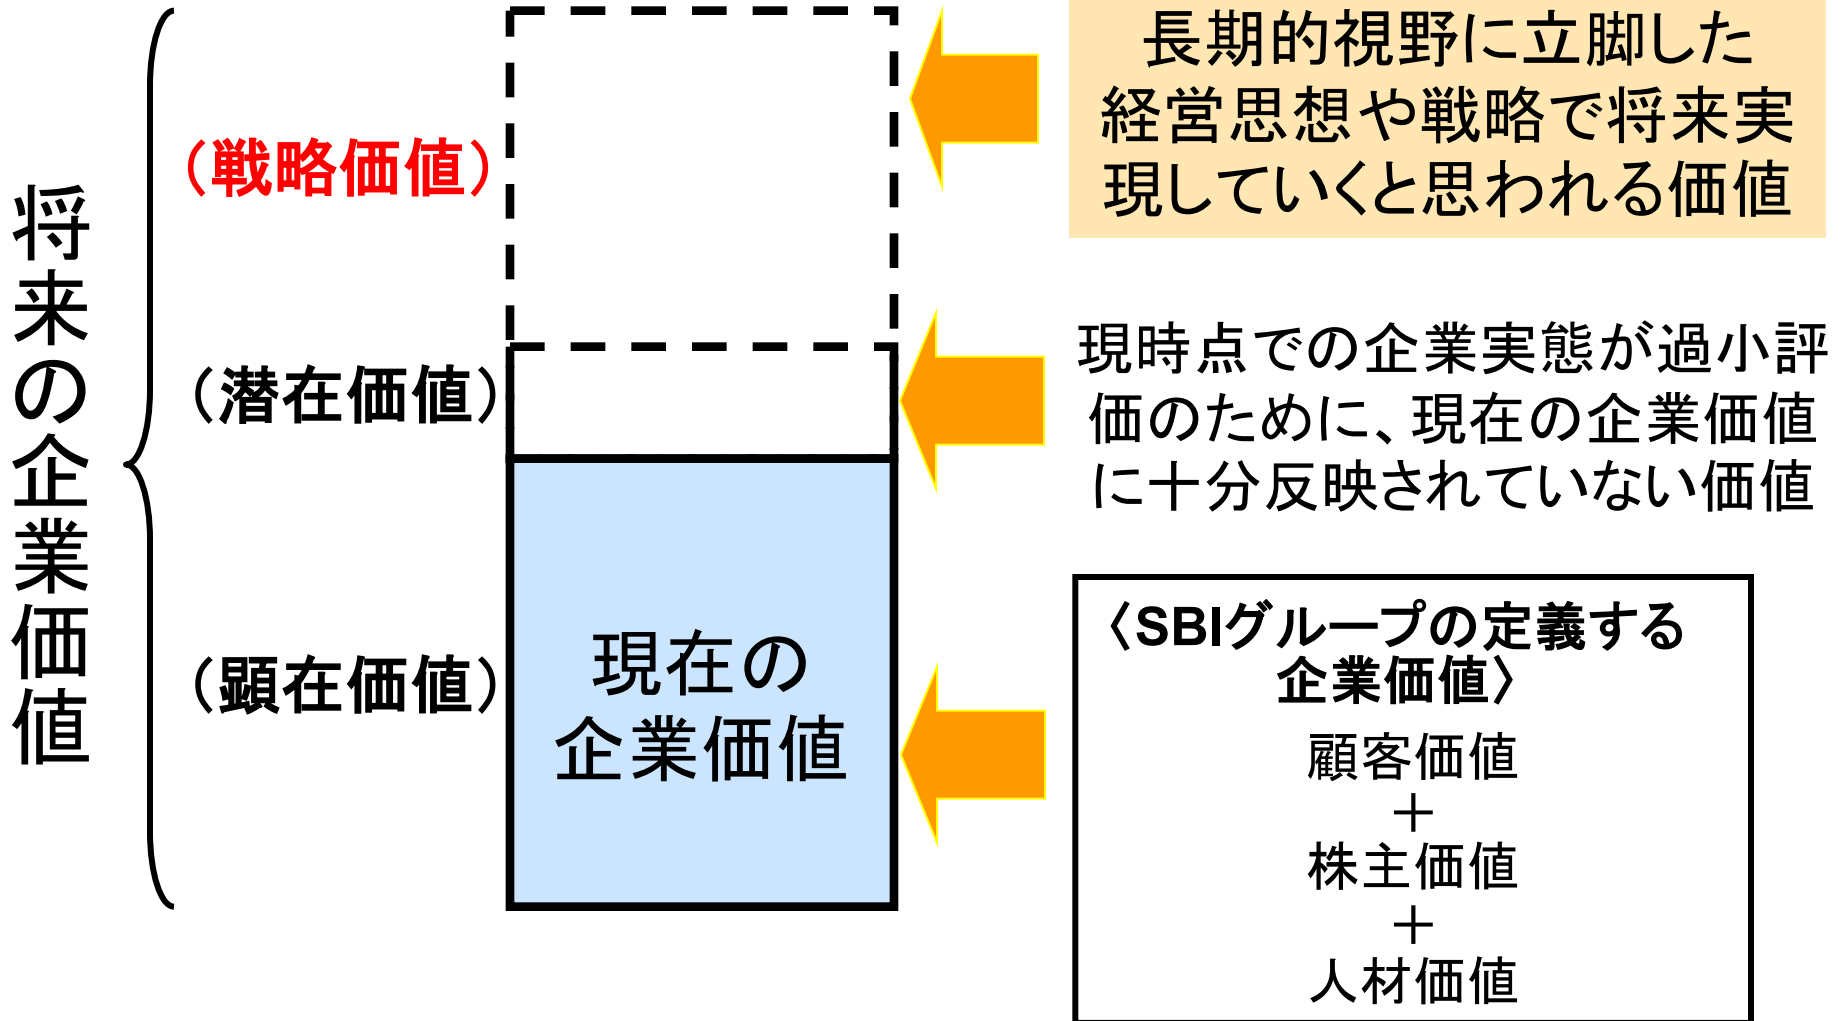 将来の企業価値
（戦略価値）
長期的視野に立脚した
経営思想や戦略で将来実
現していくと思われる価値
（潜在価値）
現時点での企業実態が過小評
価のために、現在の企業価値
に十分反映されていない価値
（顕在価値）
現在の
企業価値
〈SBIグループの定義する
企業価値〉
顧客価値
＋
株主価値
＋
人材価値